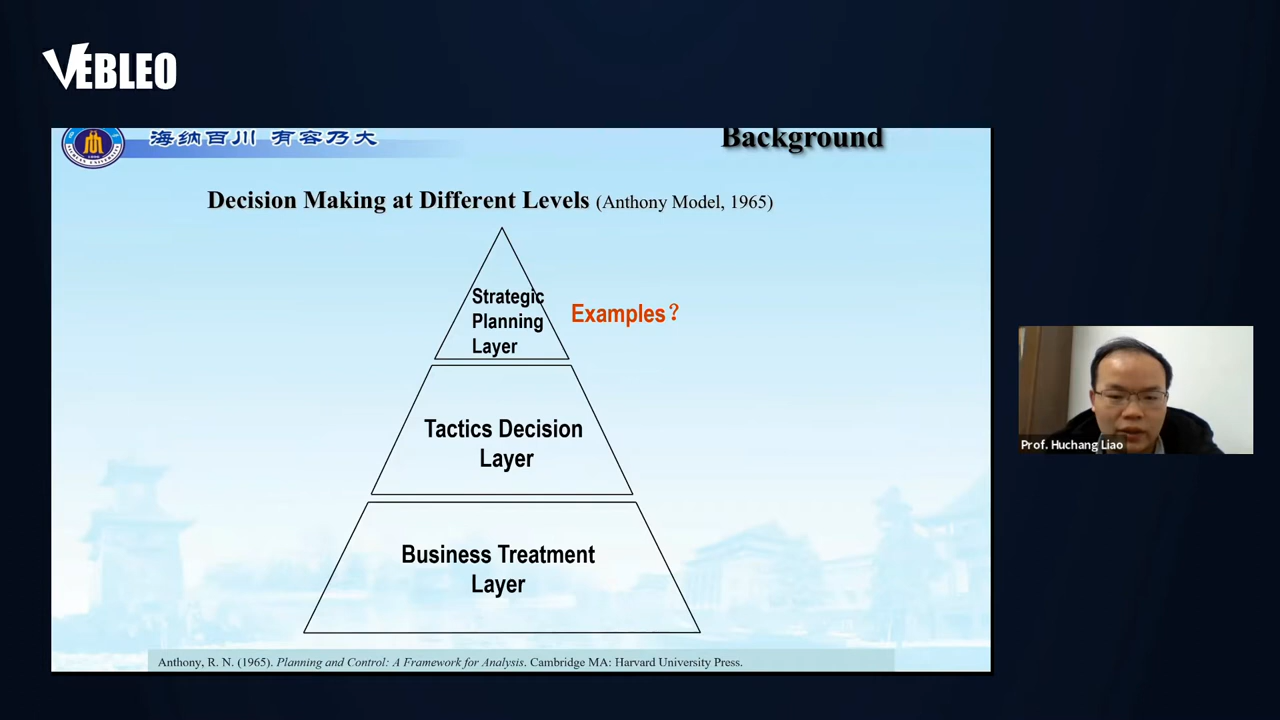 VEBLEO
海纳百川 有容乃大
Background
Decision Making at Different Levels (Anthony Model, 1965)
Strategic
Planning
Layer
Examples？
Tactics Decision
Layer
Business Treatment
Layer
Prof. Huchang Liao
Anthony, R. N. (1965). Planning and Control: A Framework for Analysis. Cambridge MA: Harvard University Press.